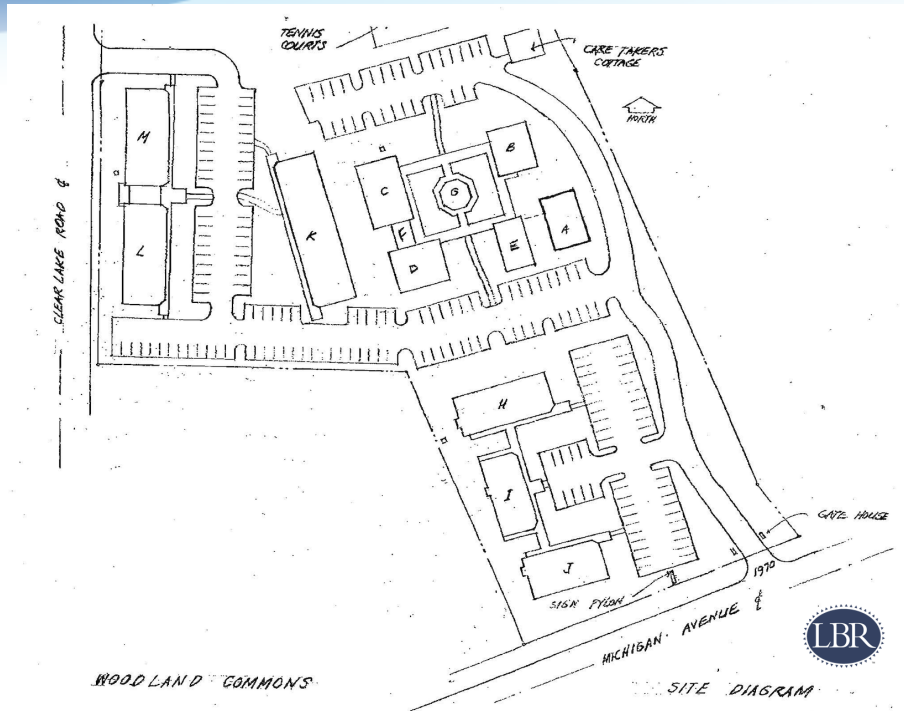 TENNIS
COURTS
CARE TAKERS
COTTAGE
NORTH
M
B
C
G
CLEAR LAKE ROAD ℄
K
F
A
L
E
D
H
I
GATE HOUSE
J
1970
SIGN PYLON
MICHIGAN AVENUE ℄
LBR
WOODLAND COMMONS
SITE DIAGRAM